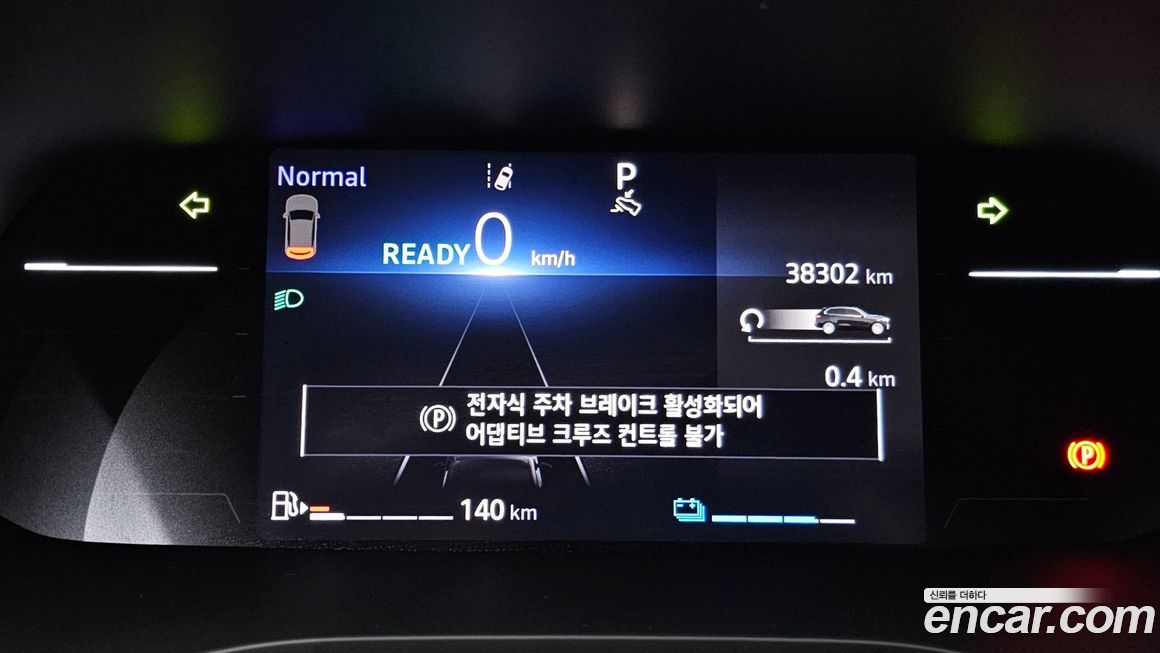 Normal
P
READY 0 km/h
38302 km
0.4 km
전자식 주차 브레이크 활성화되어
어댑티브 크루즈 컨트롤 불가
140 km
신뢰를 더하다
encar.com